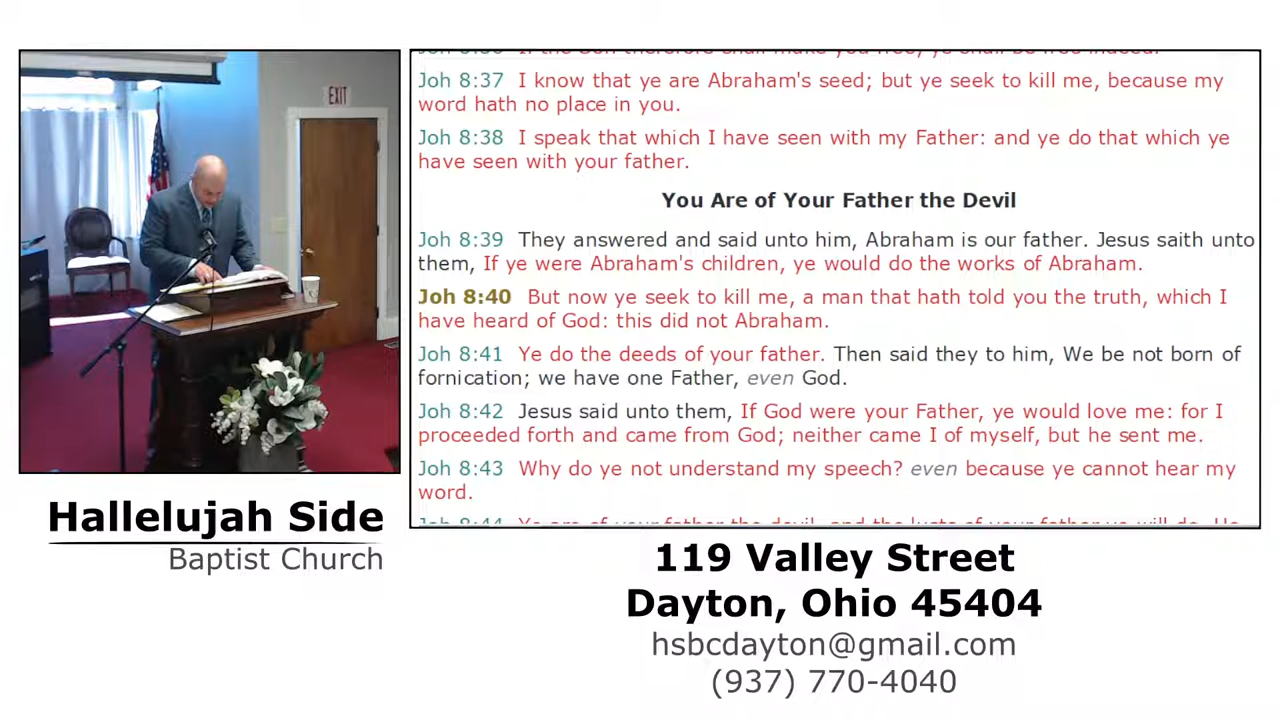 EXIT
Joh 8:37 I know that ye are Abraham's seed; but ye seek to kill me, because my
word hath no place in you.
Joh 8:38 I speak that which I have seen with my Father: and ye do that which ye
have seen with your father.
You Are of Your Father the Devil
Joh 8:39 They answered and said unto him, Abraham is our father. Jesus saith unto
them, If ye were Abraham's children, ye would do the works of Abraham.
Joh 8:40 But now ye seek to kill me, a man that hath told you the truth, which I
have heard of God: this did not Abraham.
Joh 8:41 Ye do the deeds of your father. Then said they to him, We be not born of
fornication; we have one Father, even God.
Joh 8:42 Jesus said unto them, If God were your Father, ye would love me: for I
proceeded forth and came from God; neither came I of myself, but he sent me.
Joh 8:43 Why do ye not understand my speech? even because ye cannot hear my
word.
Hallelujah Side
Baptist Church
119 Valley Street
Dayton, Ohio 45404
hsbcdayton@gmail.com
(937) 770-4040